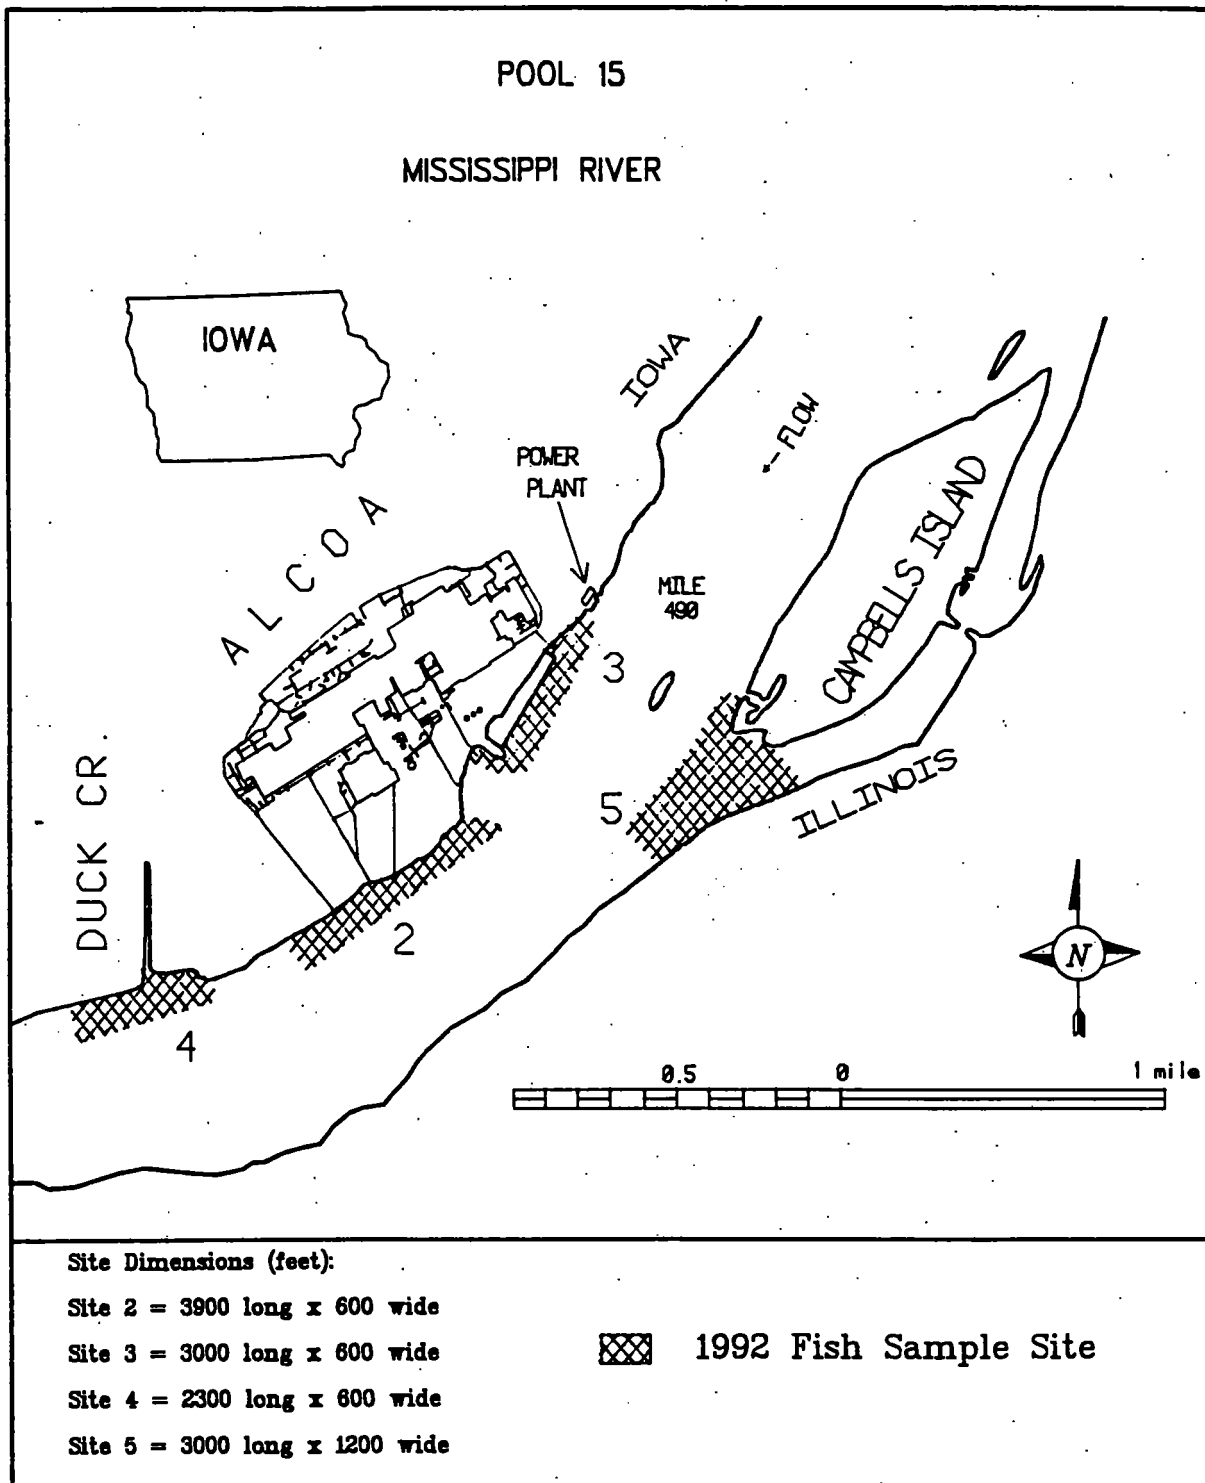 POOL 15
MISSISSIPPI RIVER
IOWA
IOWA
← FLOW
POWER
PLANT
ALCOA
MILE
490
CAMPBELLS ISLAND
3
5
ILLINOIS
DUCK CR.
2
4
N
0.5 0 1 mile
Site Dimensions (feet):
Site 2 = 3900 long x 600 wide
Site 3 = 3000 long x 600 wide
Site 4 = 2300 long x 600 wide
Site 5 = 3000 long x 1200 wide
1992 Fish Sample Site